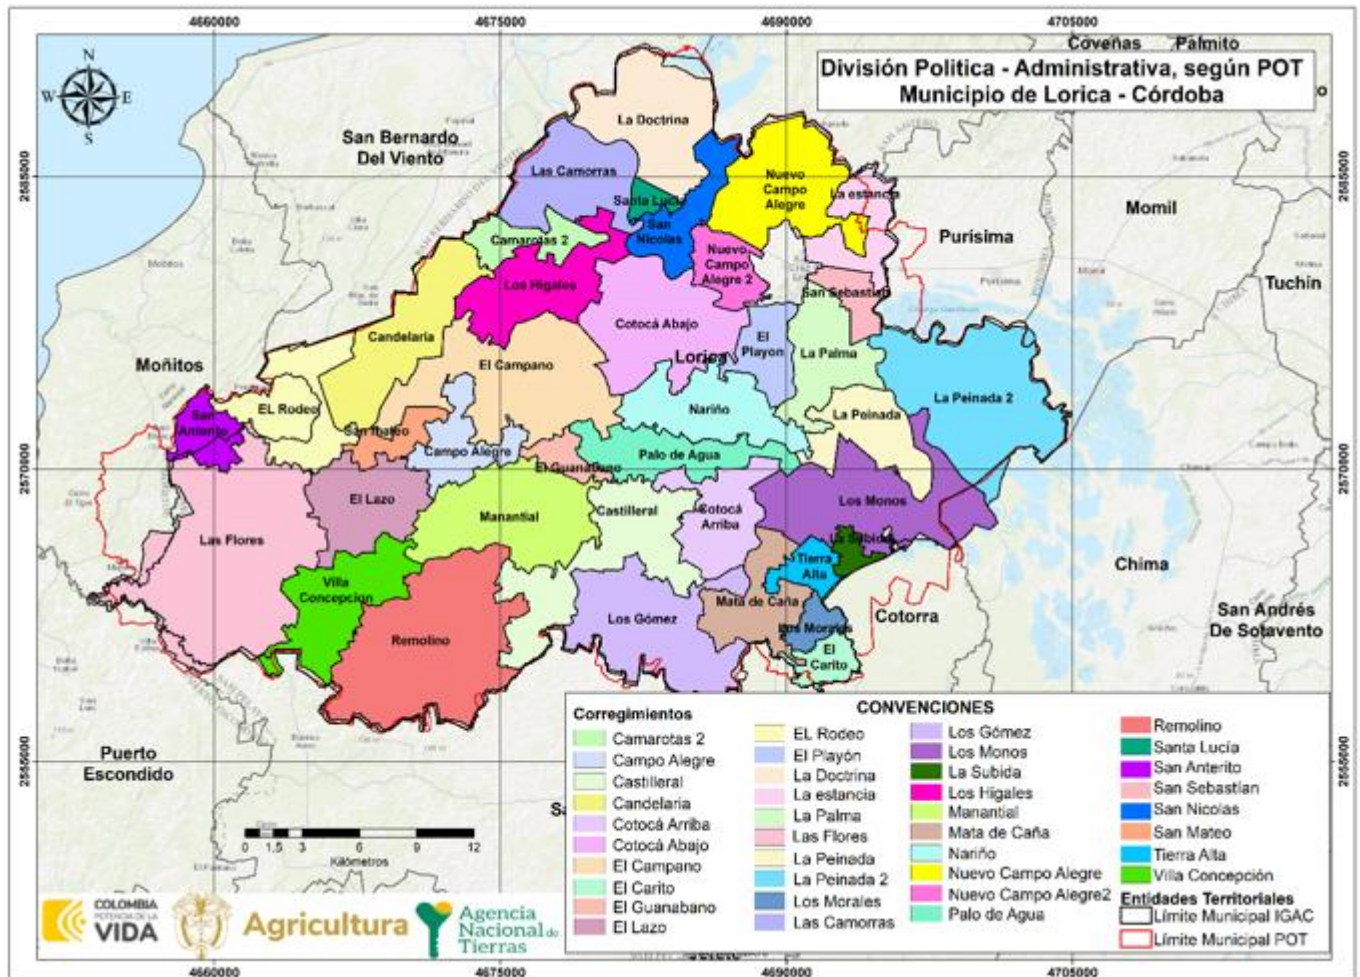 4660000
4675000
4690000
4705000
Coveñas
Palmito
División Politica - Administrativa, según POT
Municipio de Lorica - Córdoba
N
W
E
S
San Bernardo
Del Viento
La Doctrina
Las Camorras
Santa Lucía
San
Nicolas
Nuevo
Campo
Alegre
La estancia
Momil
Purísima
Tuchín
Camarotas 2
Los Higales
Nuevo
Campo
Alegre 2
San Sebastian
Candelaria
Cotocá Abajo
El
Playon
La Palma
Lorica
El Campano
Moñitos
EL Rodeo
San
Anterito
San Mateo
Nariño
La Peinada
La Peinada 2
Campo Alegre
El Guanabano
Palo de Agua
El Lazo
Manantial
Castilleral
Cotocá
Arriba
Los Monos
La Subida
Las Flores
Villa
Concepcion
Tierra
Alta
Chima
Remolino
Los Gómez
Mata de Caña
Los Morales
El
Carito
Cotorra
San Andrés
De Sotavento
Puerto
Escondido
2585000
2570000
2555000
2585000
2570000
2555000
0 1,5 3 6 9 12
Kilómetros
CONVENCIONES
Corregimientos
Camarotas 2
Campo Alegre
Castilleral
Candelaria
Cotocá Arriba
Cotocá Abajo
El Campano
El Carito
El Guanabano
El Lazo
EL Rodeo
El Playón
La Doctrina
La estancia
La Palma
Las Flores
La Peinada
La Peinada 2
Los Morales
Las Camorras
Los Gómez
Los Monos
La Subida
Los Higales
Manantial
Mata de Caña
Nariño
Nuevo Campo Alegre
Nuevo Campo Alegre2
Palo de Agua
Remolino
Santa Lucía
San Anterito
San Sebastian
San Nicolas
San Mateo
Tierra Alta
Villa Concepción
Entidades Territoriales
Límite Municipal IGAC
Límite Municipal POT
COLOMBIA
POTENCIA DE LA
VIDA
Agricultura
Agencia
Nacional de
Tierras
4660000
4675000
4690000
4705000